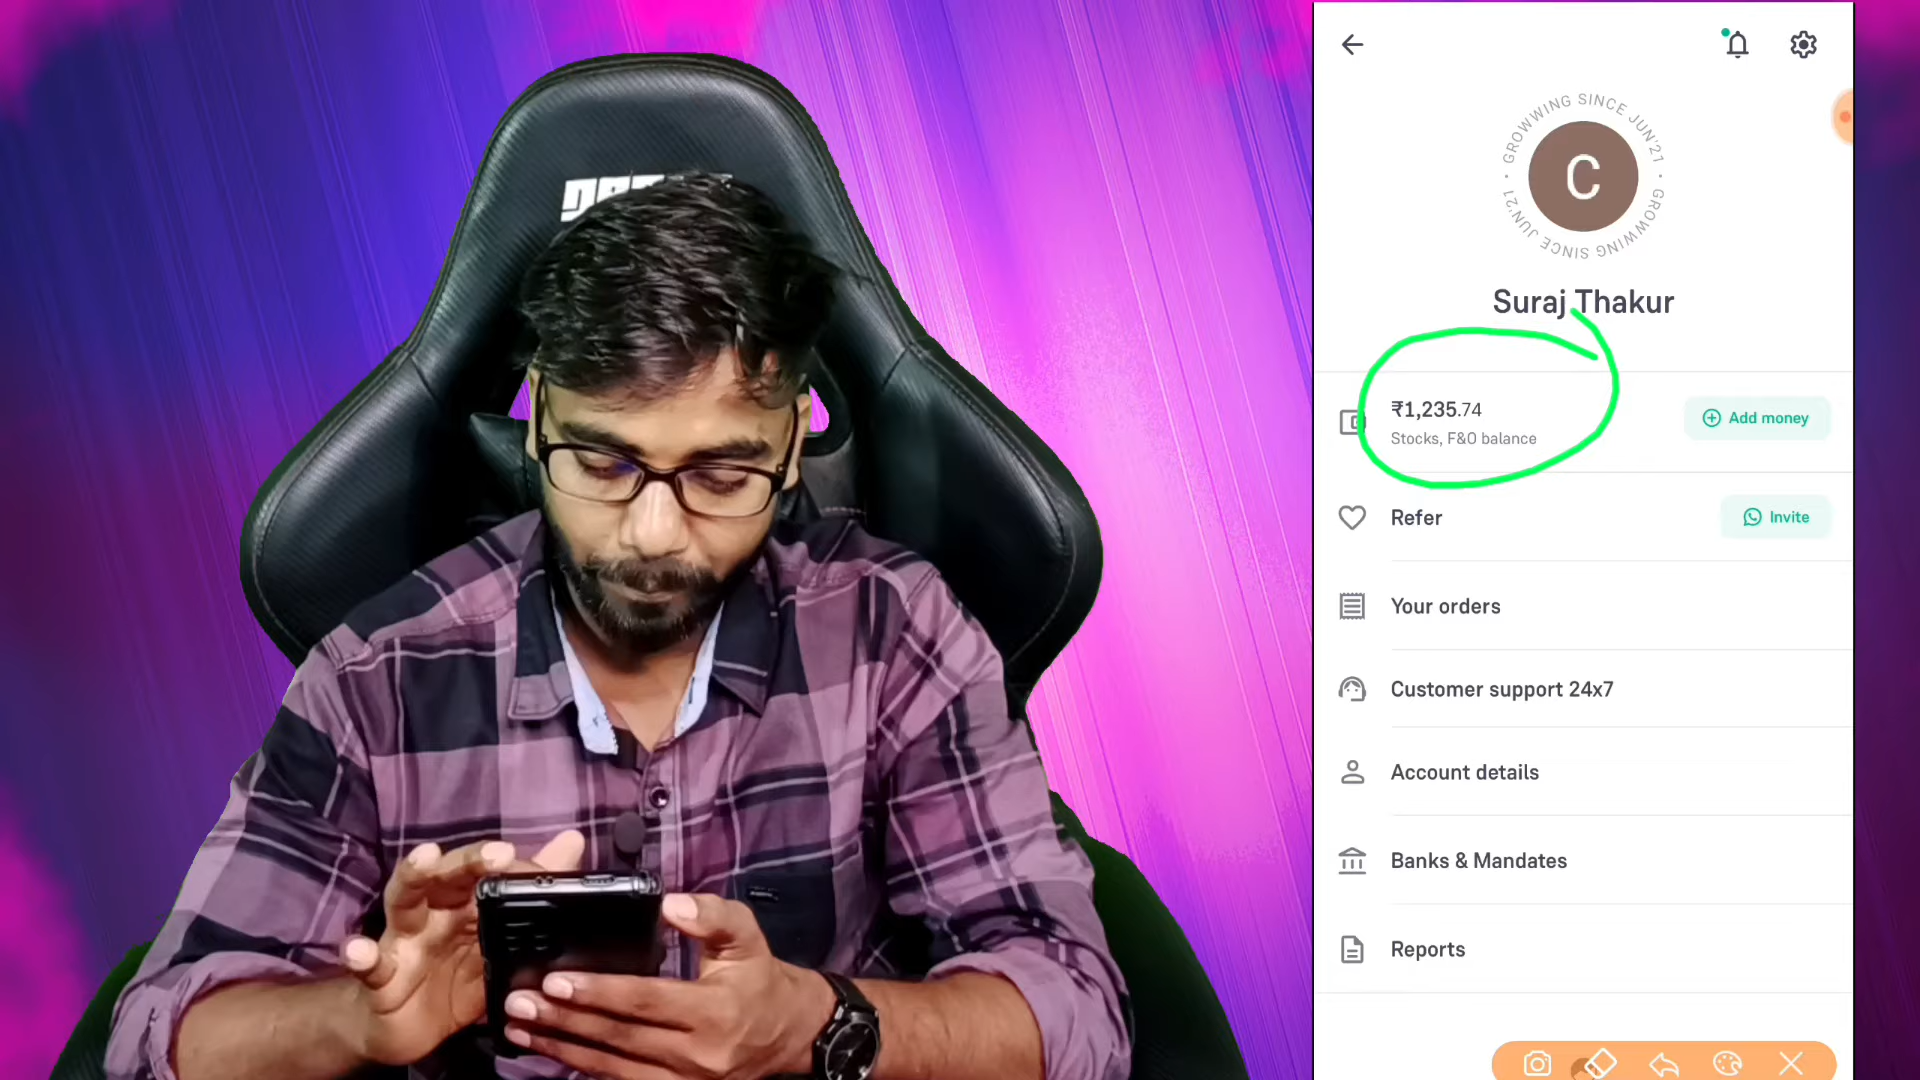 GROWWING SINCE JUN'21 • GROWWING SINCE JUN'21 •
C
Suraj Thakur
₹1,235.74
Stocks, F&O balance
Add money
Refer
Invite
Your orders
Customer support 24x7
Account details
Banks & Mandates
Reports